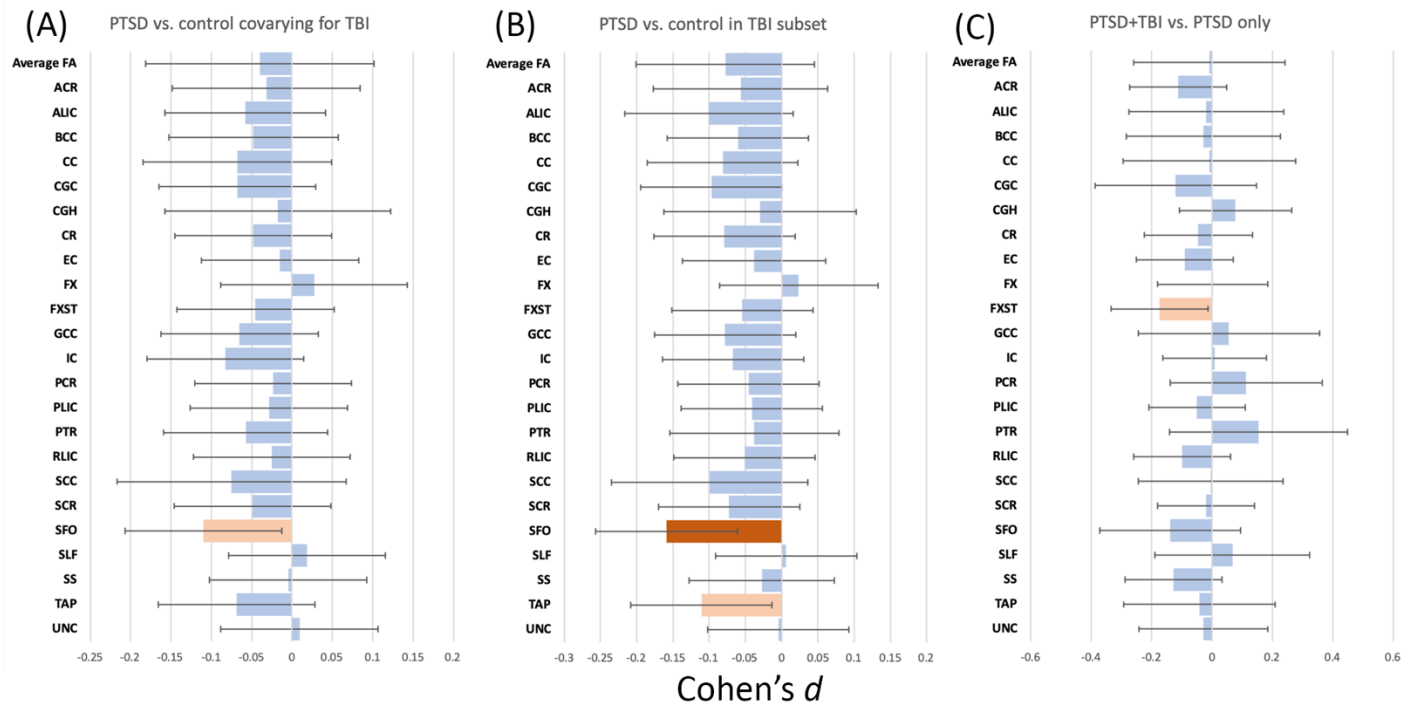 (A) PTSD vs. control covarying for TBI
Average FA
ACR
ALIC
BCC
CC
CGC
CGH
CR
EC
FX
FXST
GCC
IC
PCR
PLIC
PTR
RLIC
SCC
SCR
SFO
SLF
SS
TAP
UNC
-0.25 -0.2 -0.15 -0.1 -0.05 0 0.05 0.1 0.15 0.2
(B) PTSD vs. control in TBI subset
Average FA
ACR
ALIC
BCC
CC
CGC
CGH
CR
EC
FX
FXST
GCC
IC
PCR
PLIC
PTR
RLIC
SCC
SCR
SFO
SLF
SS
TAP
UNC
-0.3 -0.25 -0.2 -0.15 -0.1 -0.05 0 0.05 0.1 0.15 0.2
(C) PTSD+TBI vs. PTSD only
Average FA
ACR
ALIC
BCC
CC
CGC
CGH
CR
EC
FX
FXST
GCC
IC
PCR
PLIC
PTR
RLIC
SCC
SCR
SFO
SLF
SS
TAP
UNC
-0.6 -0.4 -0.2 0 0.2 0.4 0.6
Cohen's d